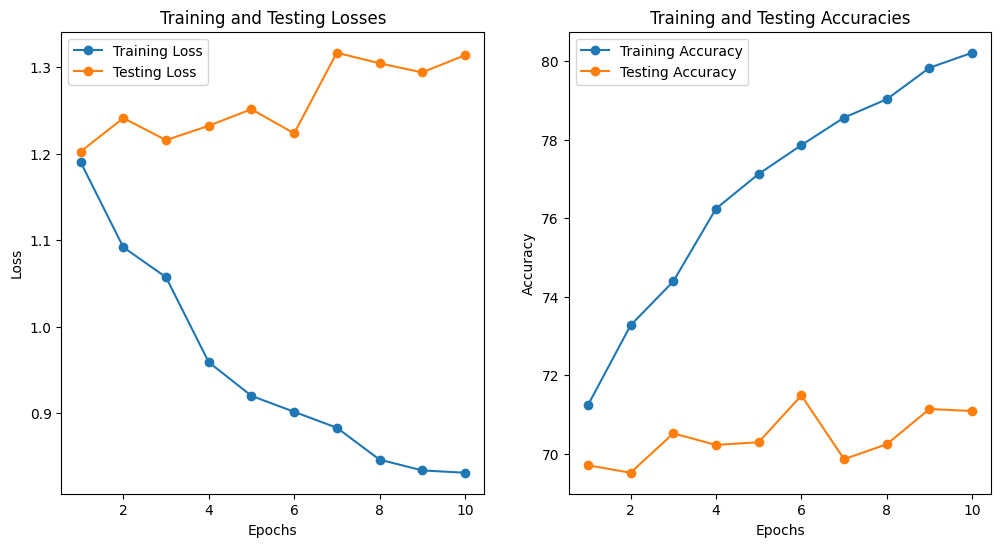 Training and Testing Losses
Training Loss
Testing Loss
1.3
1.2
1.1
1.0
0.9
Loss
2 4 6 8 10
Epochs
Training and Testing Accuracies
Training Accuracy
Testing Accuracy
80
78
76
74
72
70
Accuracy
2 4 6 8 10
Epochs